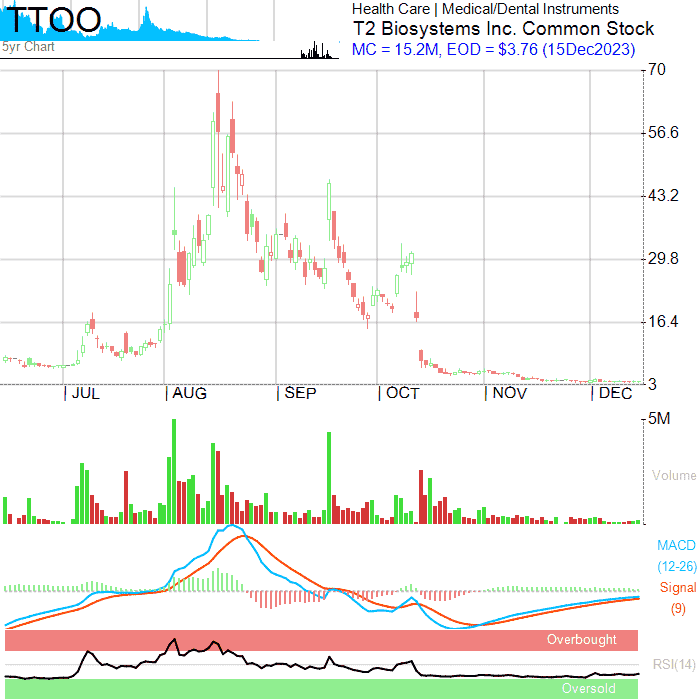 TTOO
5yr Chart
Health Care | Medical/Dental Instruments
T2 Biosystems Inc. Common Stock
MC = 15.2M, EOD = $3.76 (15Dec2023)
70
56.6
43.2
29.8
16.4
3
| JUL | AUG | SEP | OCT | NOV | DEC
5M
Volume
MACD
(12-26)
Signal
(9)
Overbought
RSI(14)
Oversold